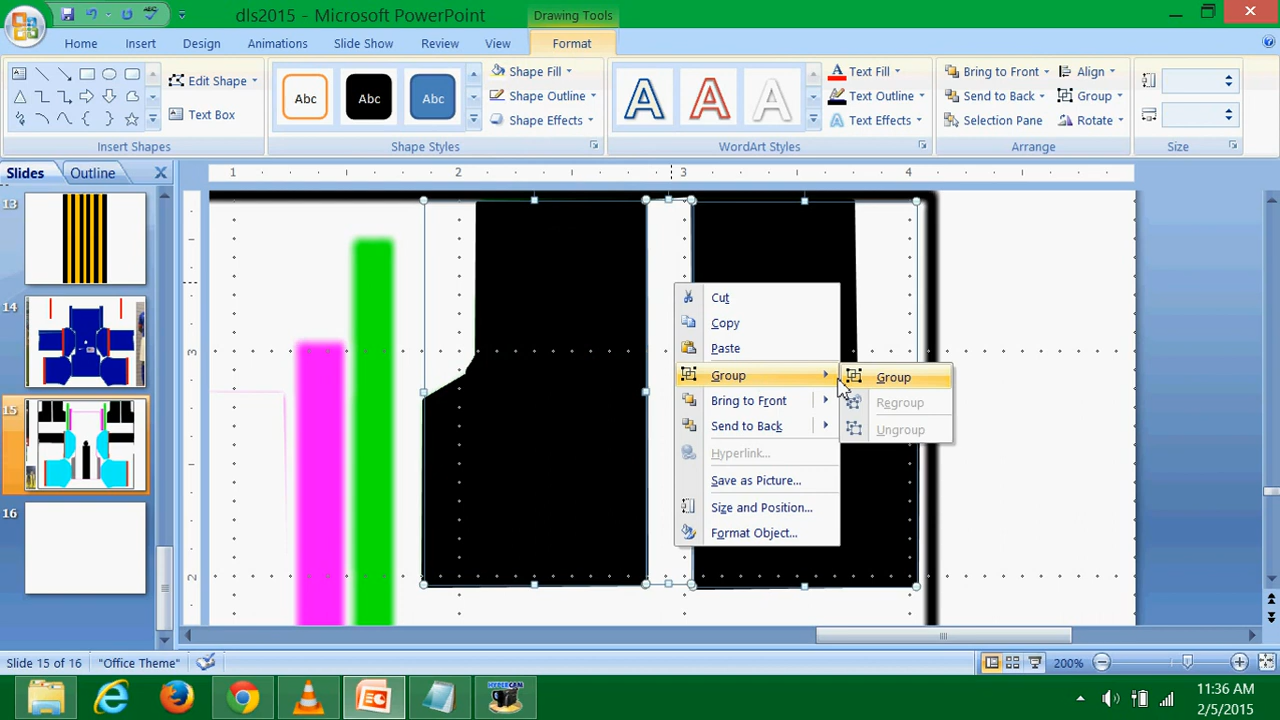 dls2015 - Microsoft PowerPoint
Drawing Tools
Home Insert Design Animations Slide Show Review View Format
Edit Shape
Text Box
Insert Shapes
Abc Abc Abc
Shape Fill
Shape Outline
Shape Effects
Shape Styles
A A A
Text Fill
Text Outline
Text Effects
WordArt Styles
Bring to Front
Send to Back
Selection Pane
Align
Group
Rotate
Arrange
Size
Slides Outline
1 2 3 4
13
14
15
16
3
2
Cut
Copy
Paste
Group
Bring to Front
Send to Back
Hyperlink...
Save as Picture...
Size and Position...
Format Object...
Group
Regroup
Ungroup
Slide 15 of 16 "Office Theme" 200%
11:36 AM
2/5/2015